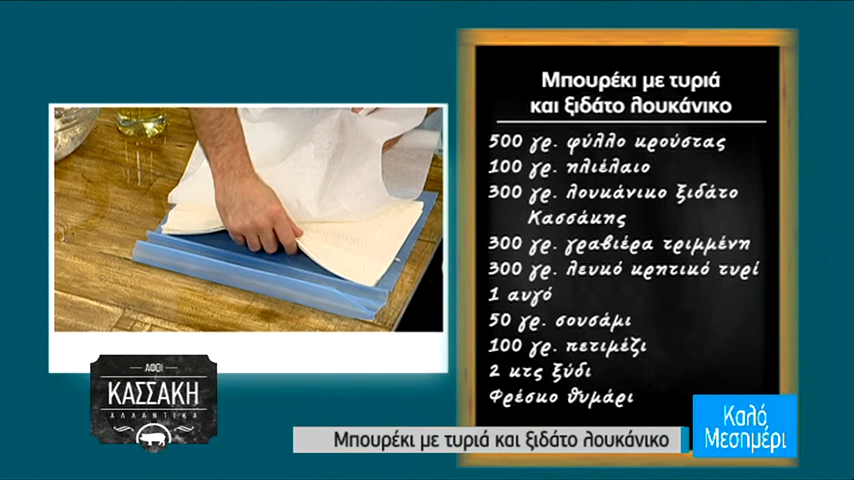 Μπουρέκι με τυριά
και ξιδάτο λουκάνικο
500 γρ. φύλλο κρούστας
100 γρ. ηλιέλαιο
300 γρ. λουκάνικο ξιδάτο
Κασσάκης
300 γρ. γραβιέρα τριμμένη
300 γρ. λευκό κρητικό τυρί
1 αυγό
50 γρ. σουσάμι
100 γρ. πετιμέζι
2 κτς ξύδι
Φρέσκο θυμάρι
ΑΦΟΙ
ΚΑΣΣΑΚΗ
ΑΛΛΑΝΤΙΚΑ
Μπουρέκι με τυριά και ξιδάτο λουκάνικο
Καλό
Μεσημέρι